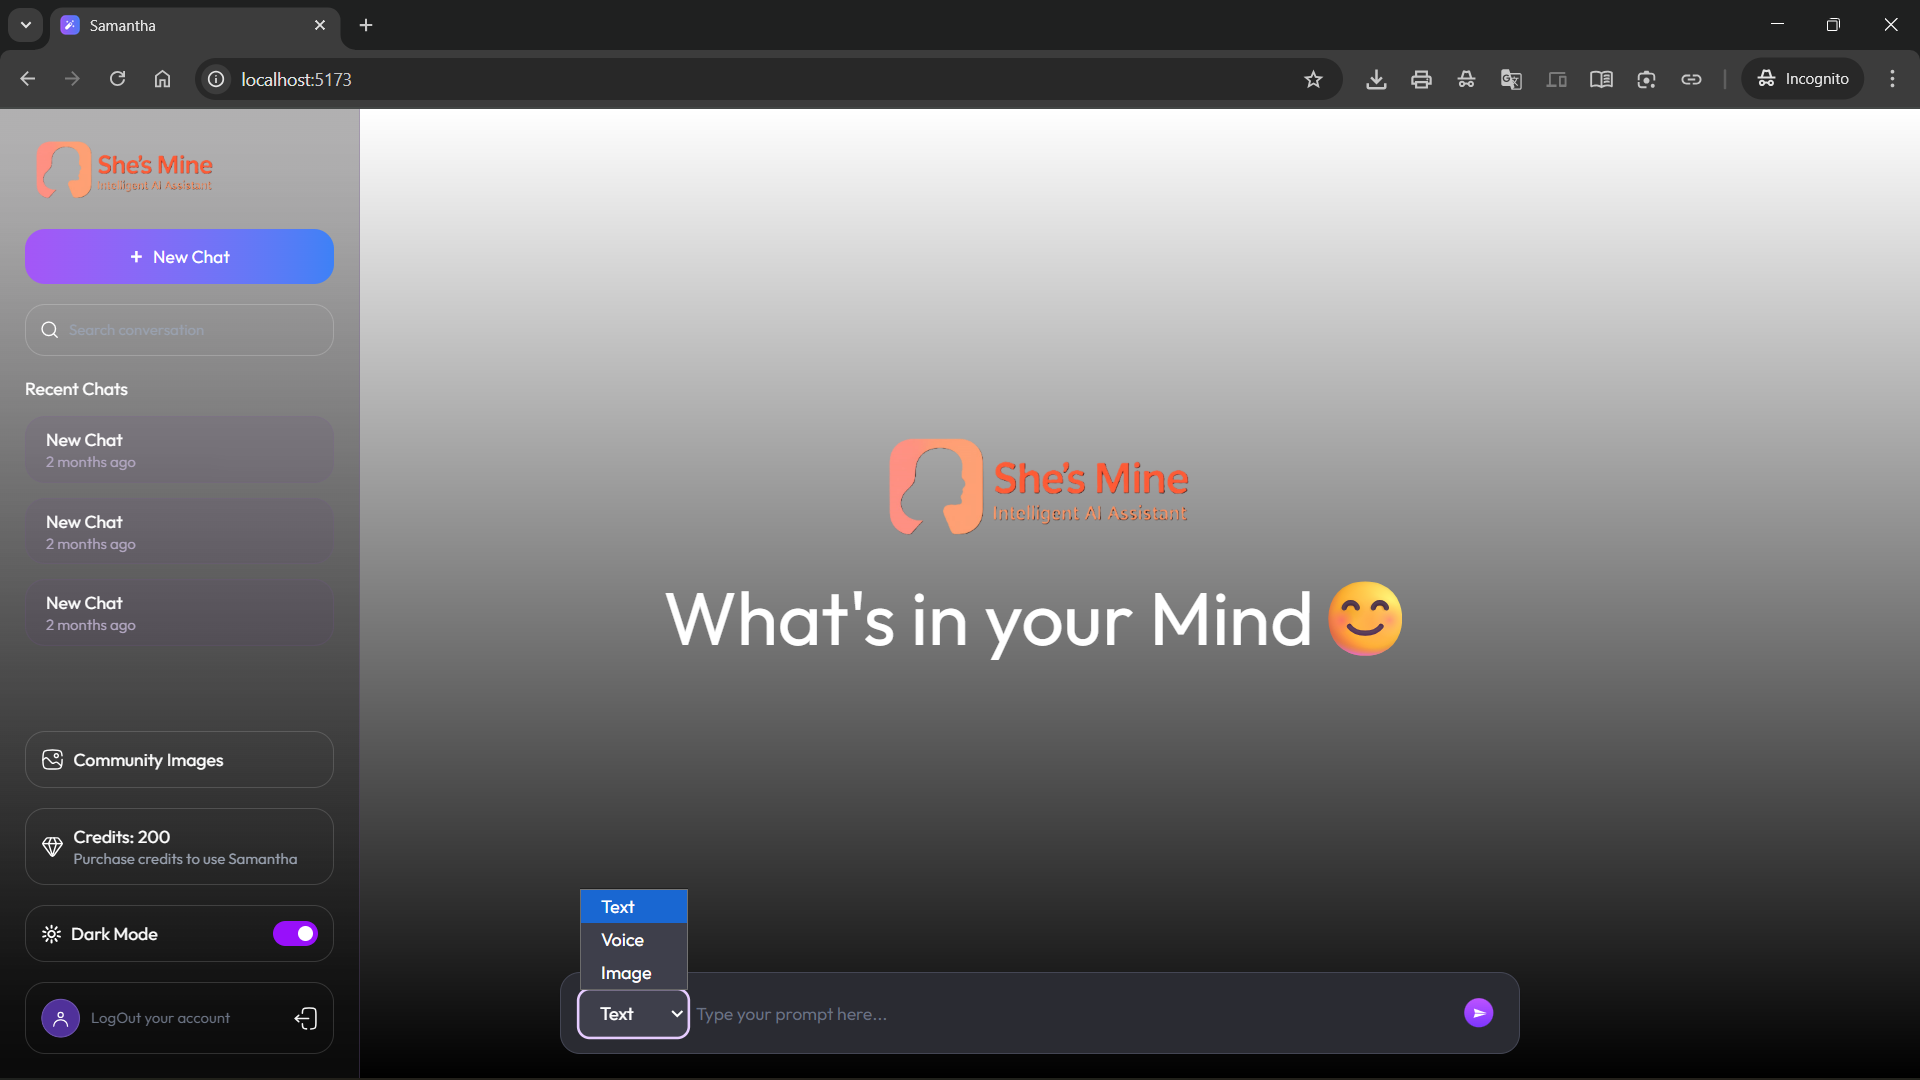 Samantha
localhost:5173
Incognito
She's Mine
Intelligent AI Assistant
+ New Chat
Search conversation
Recent Chats
New Chat
2 months ago
New Chat
2 months ago
New Chat
2 months ago
Community Images
Credits: 200
Purchase credits to use Samantha
Dark Mode
LogOut your account
She's Mine
Intelligent AI Assistant
What's in your Mind 😊
Text
Voice
Image
Text
Type your prompt here...